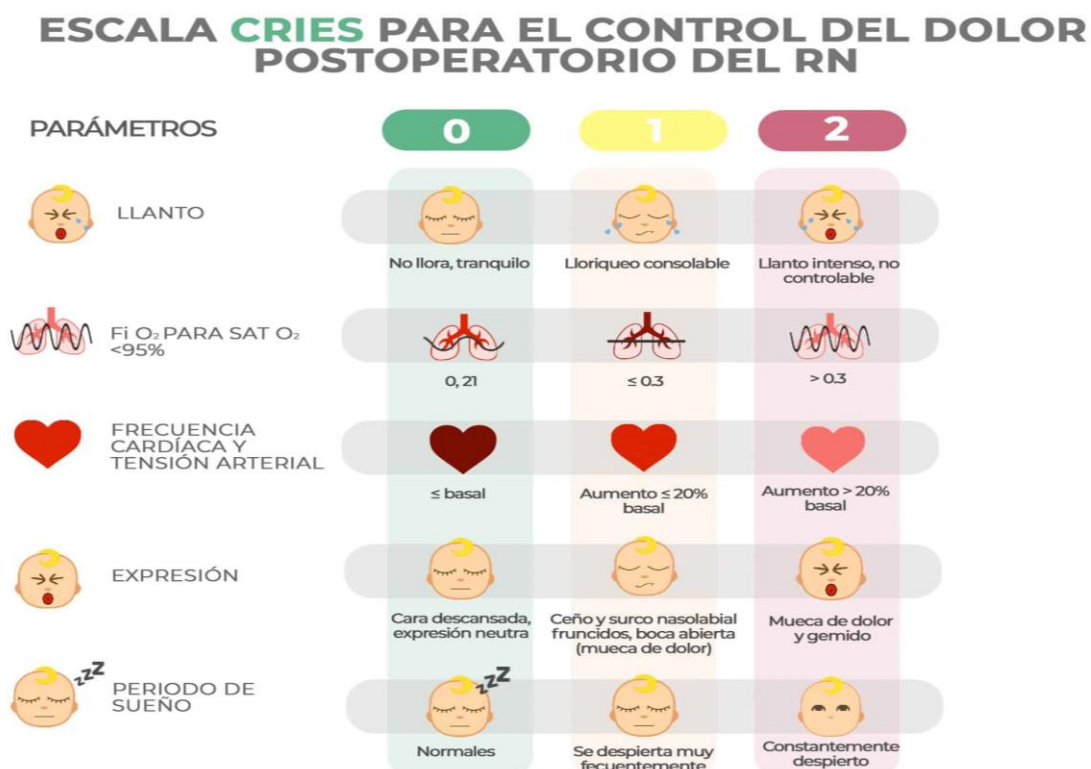 ESCALA CRIES PARA EL CONTROL DEL DOLOR
POSTOPERATORIO DEL RN
PARÁMETROS
0
1
2
LLANTO
No llora, tranquilo
Lloriqueo consolable
Llanto intenso, no
controlable
Fi O₂ PARA SAT O₂
<95%
0, 21
≤ 0.3
> 0.3
FRECUENCIA
CARDÍACA Y
TENSIÓN ARTERIAL
≤ basal
Aumento ≤ 20%
basal
Aumento > 20%
basal
EXPRESIÓN
Cara descansada,
expresión neutra
Ceño y surco nasolabial
fruncidos, boca abierta
(mueca de dolor)
Mueca de dolor
y gemido
zzZ
PERIODO DE
SUEÑO
zzZ
Normales
Se despierta muy
fecuentemente
Constantemente
despierto